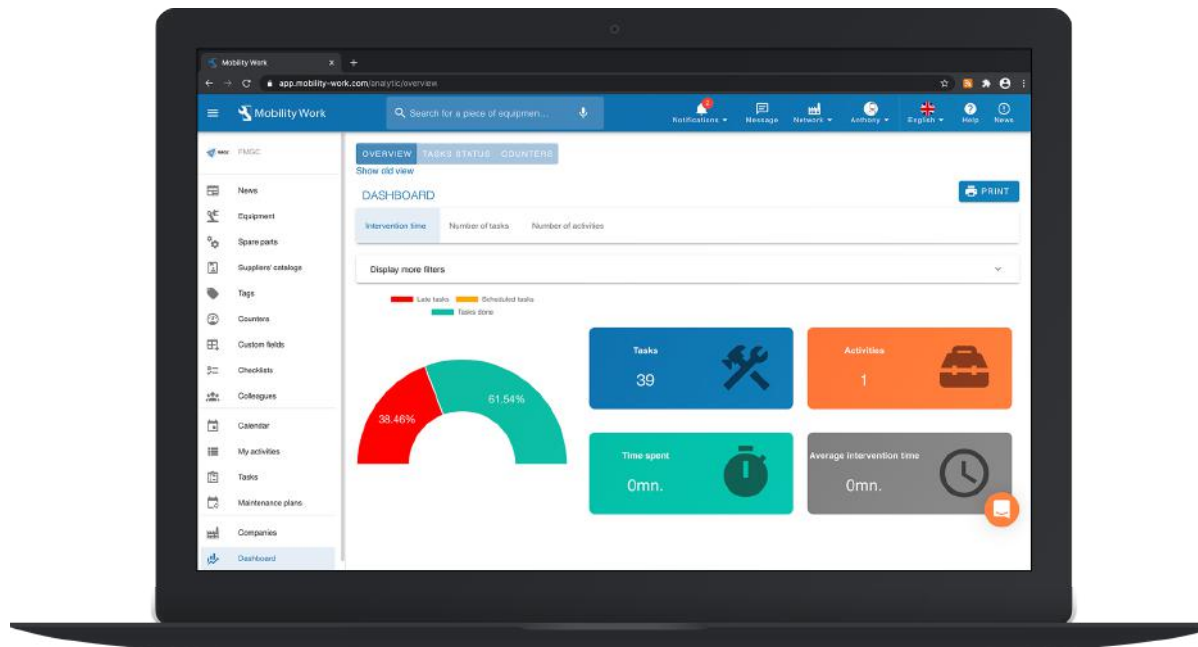 Mobility Work
app.mobility-work.com/analytic/overview
Mobility Work
Search for a piece of equipmen...
2
Notifications
Message
Network
Anthony
English
Help
News
FMGC
OVERVIEW TASKS STATUS COUNTERS
Show old view
DASHBOARD
PRINT
Intervention time Number of tasks Number of activities
Display more filters
News
Equipment
Spare parts
Suppliers' catalogs
Tags
Counters
Custom fields
Checklists
Colleagues
Calendar
My activities
Tasks
Maintenance plans
Companies
Dashboard
Late tasks Scheduled tasks
Tasks done
38.46%
61.54%
Tasks
39
Activities
1
Time spent
0mn.
Average intervention time
0mn.